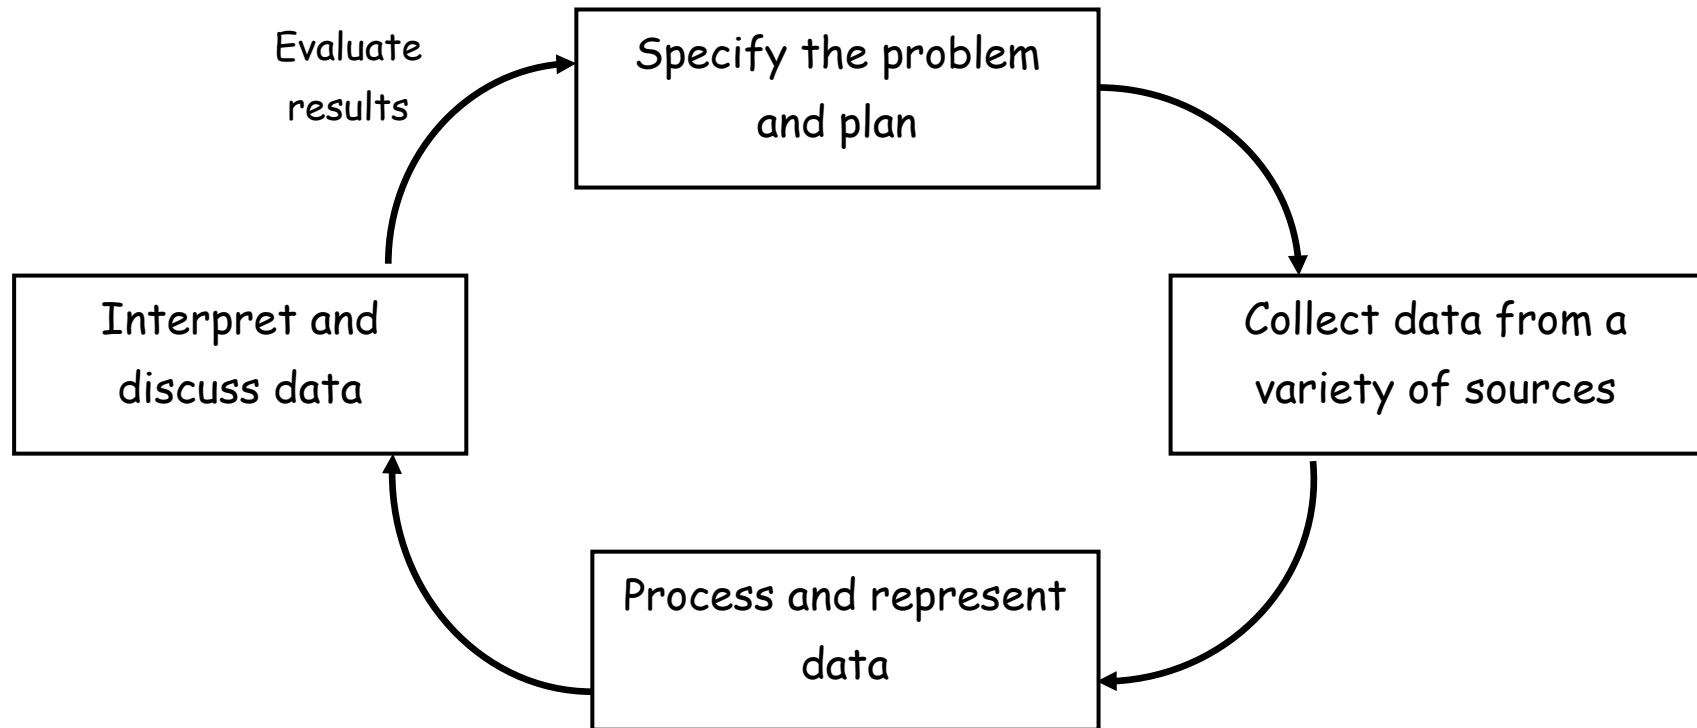 Evaluate
results
Specify the problem
and plan
Collect data from a
variety of sources
Process and represent
data
Interpret and
discuss data